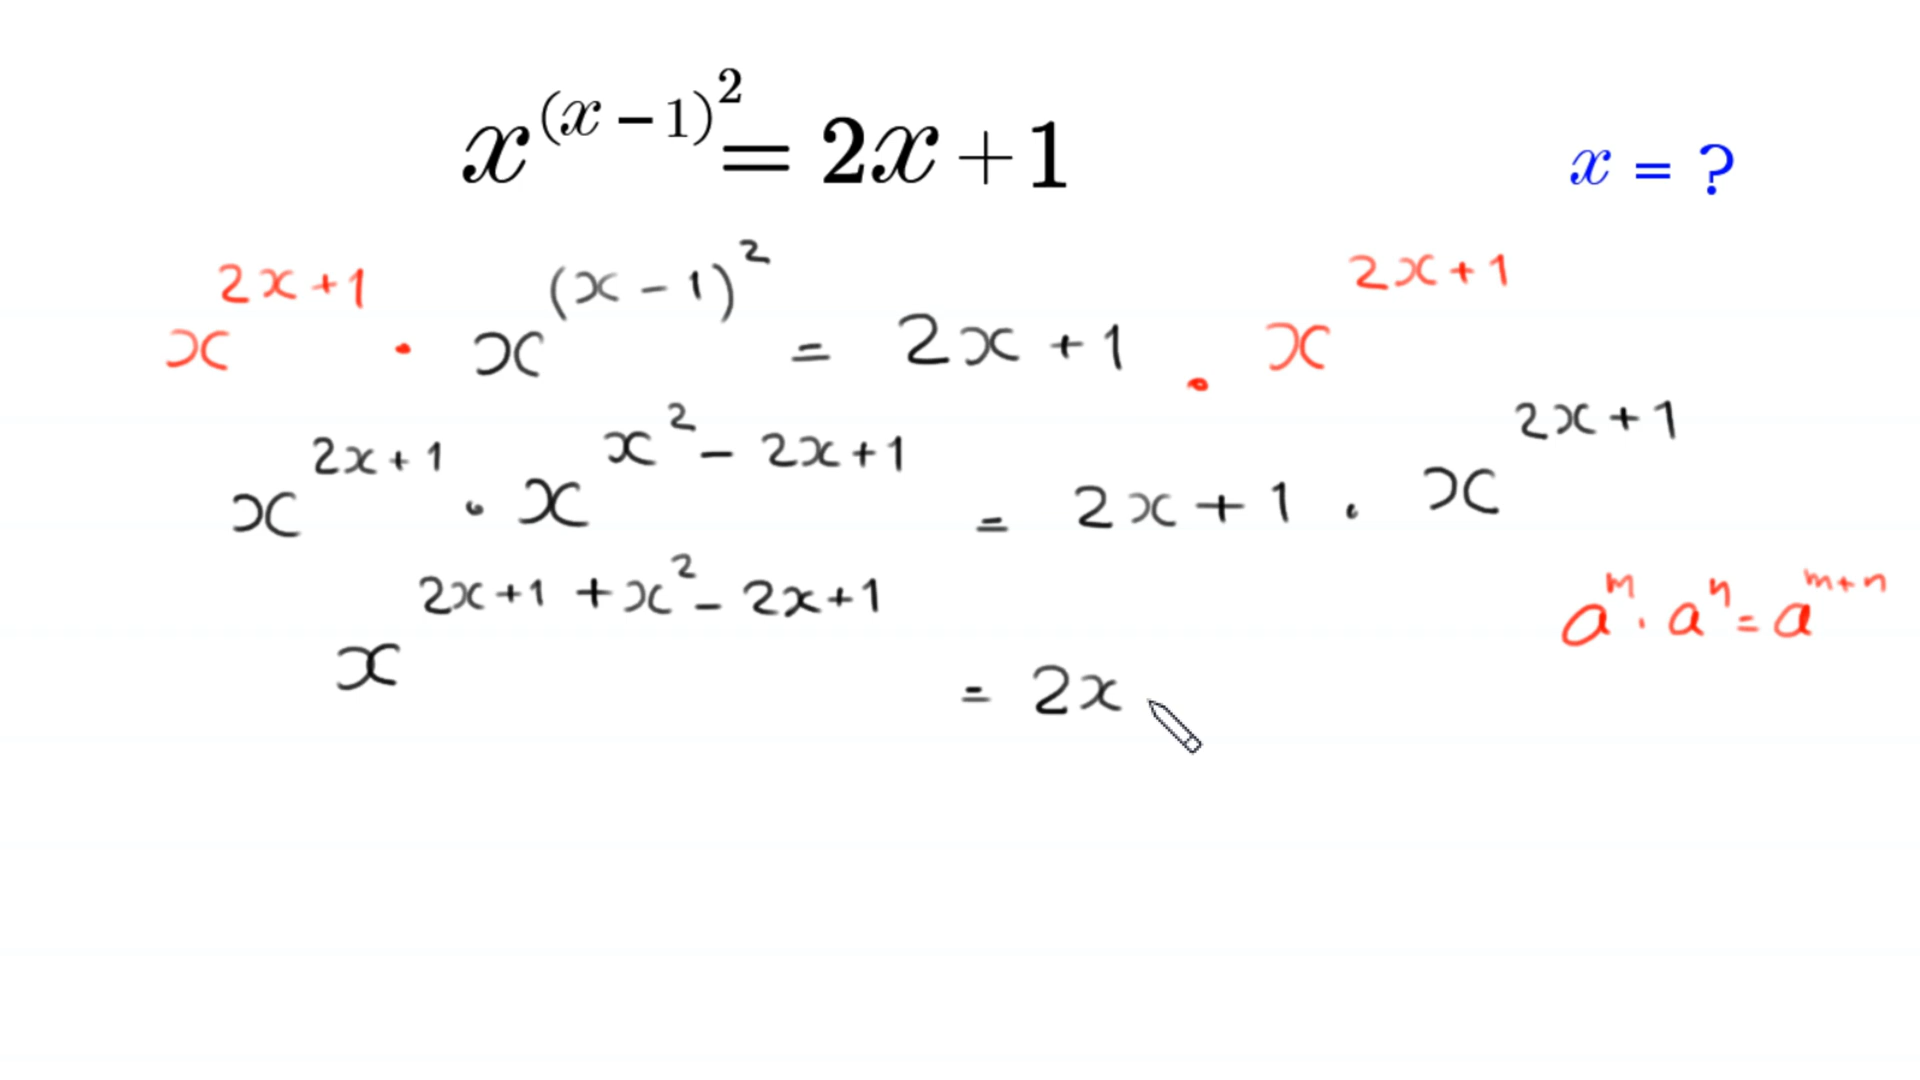 x^{(x-1)^2} = 2x+1
x = ?
x^{2x+1} · x^{(x-1)^2} = 2x+1 · x^{2x+1}
x^{2x+1} · x^{x^2-2x+1} = 2x+1 · x^{2x+1}
x^{2x+1+x^2-2x+1} = 2x
a^m · a^n = a^{m+n}